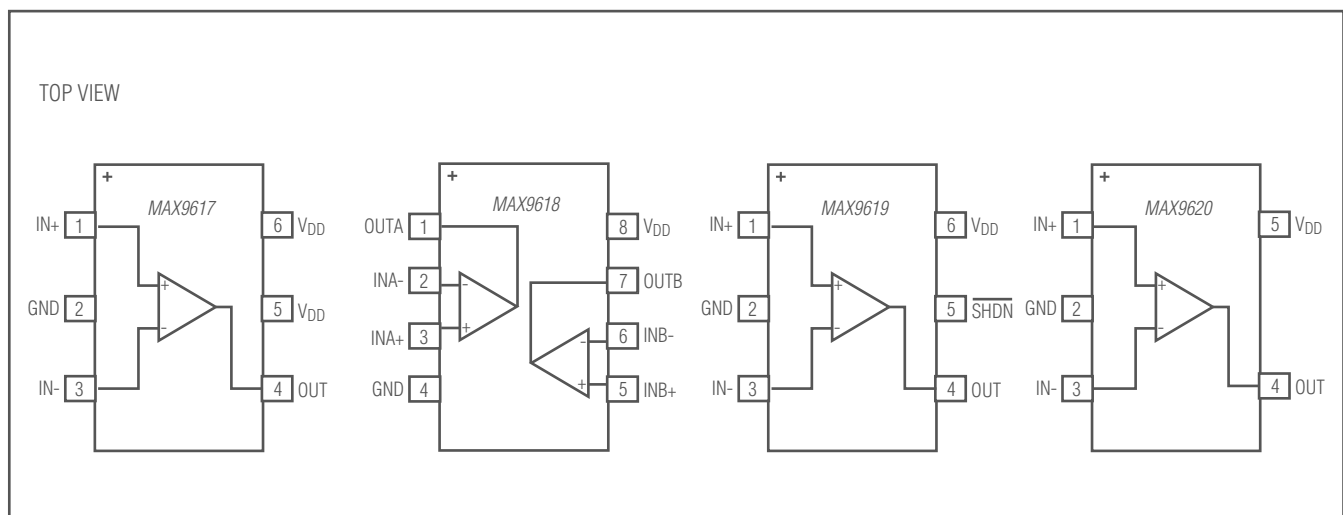 TOP VIEW
+
MAX9617
IN+ 1
6 VDD
GND 2
5 VDD
IN- 3
4 OUT
+
-
+
MAX9618
OUTA 1
8 VDD
INA- 2
7 OUTB
INA+ 3
6 INB-
GND 4
5 INB+
-
+
-
+
+
MAX9619
IN+ 1
6 VDD
GND 2
5 SHDN
IN- 3
4 OUT
+
-
+
MAX9620
IN+ 1
5 VDD
GND 2
IN- 3
4 OUT
+
-